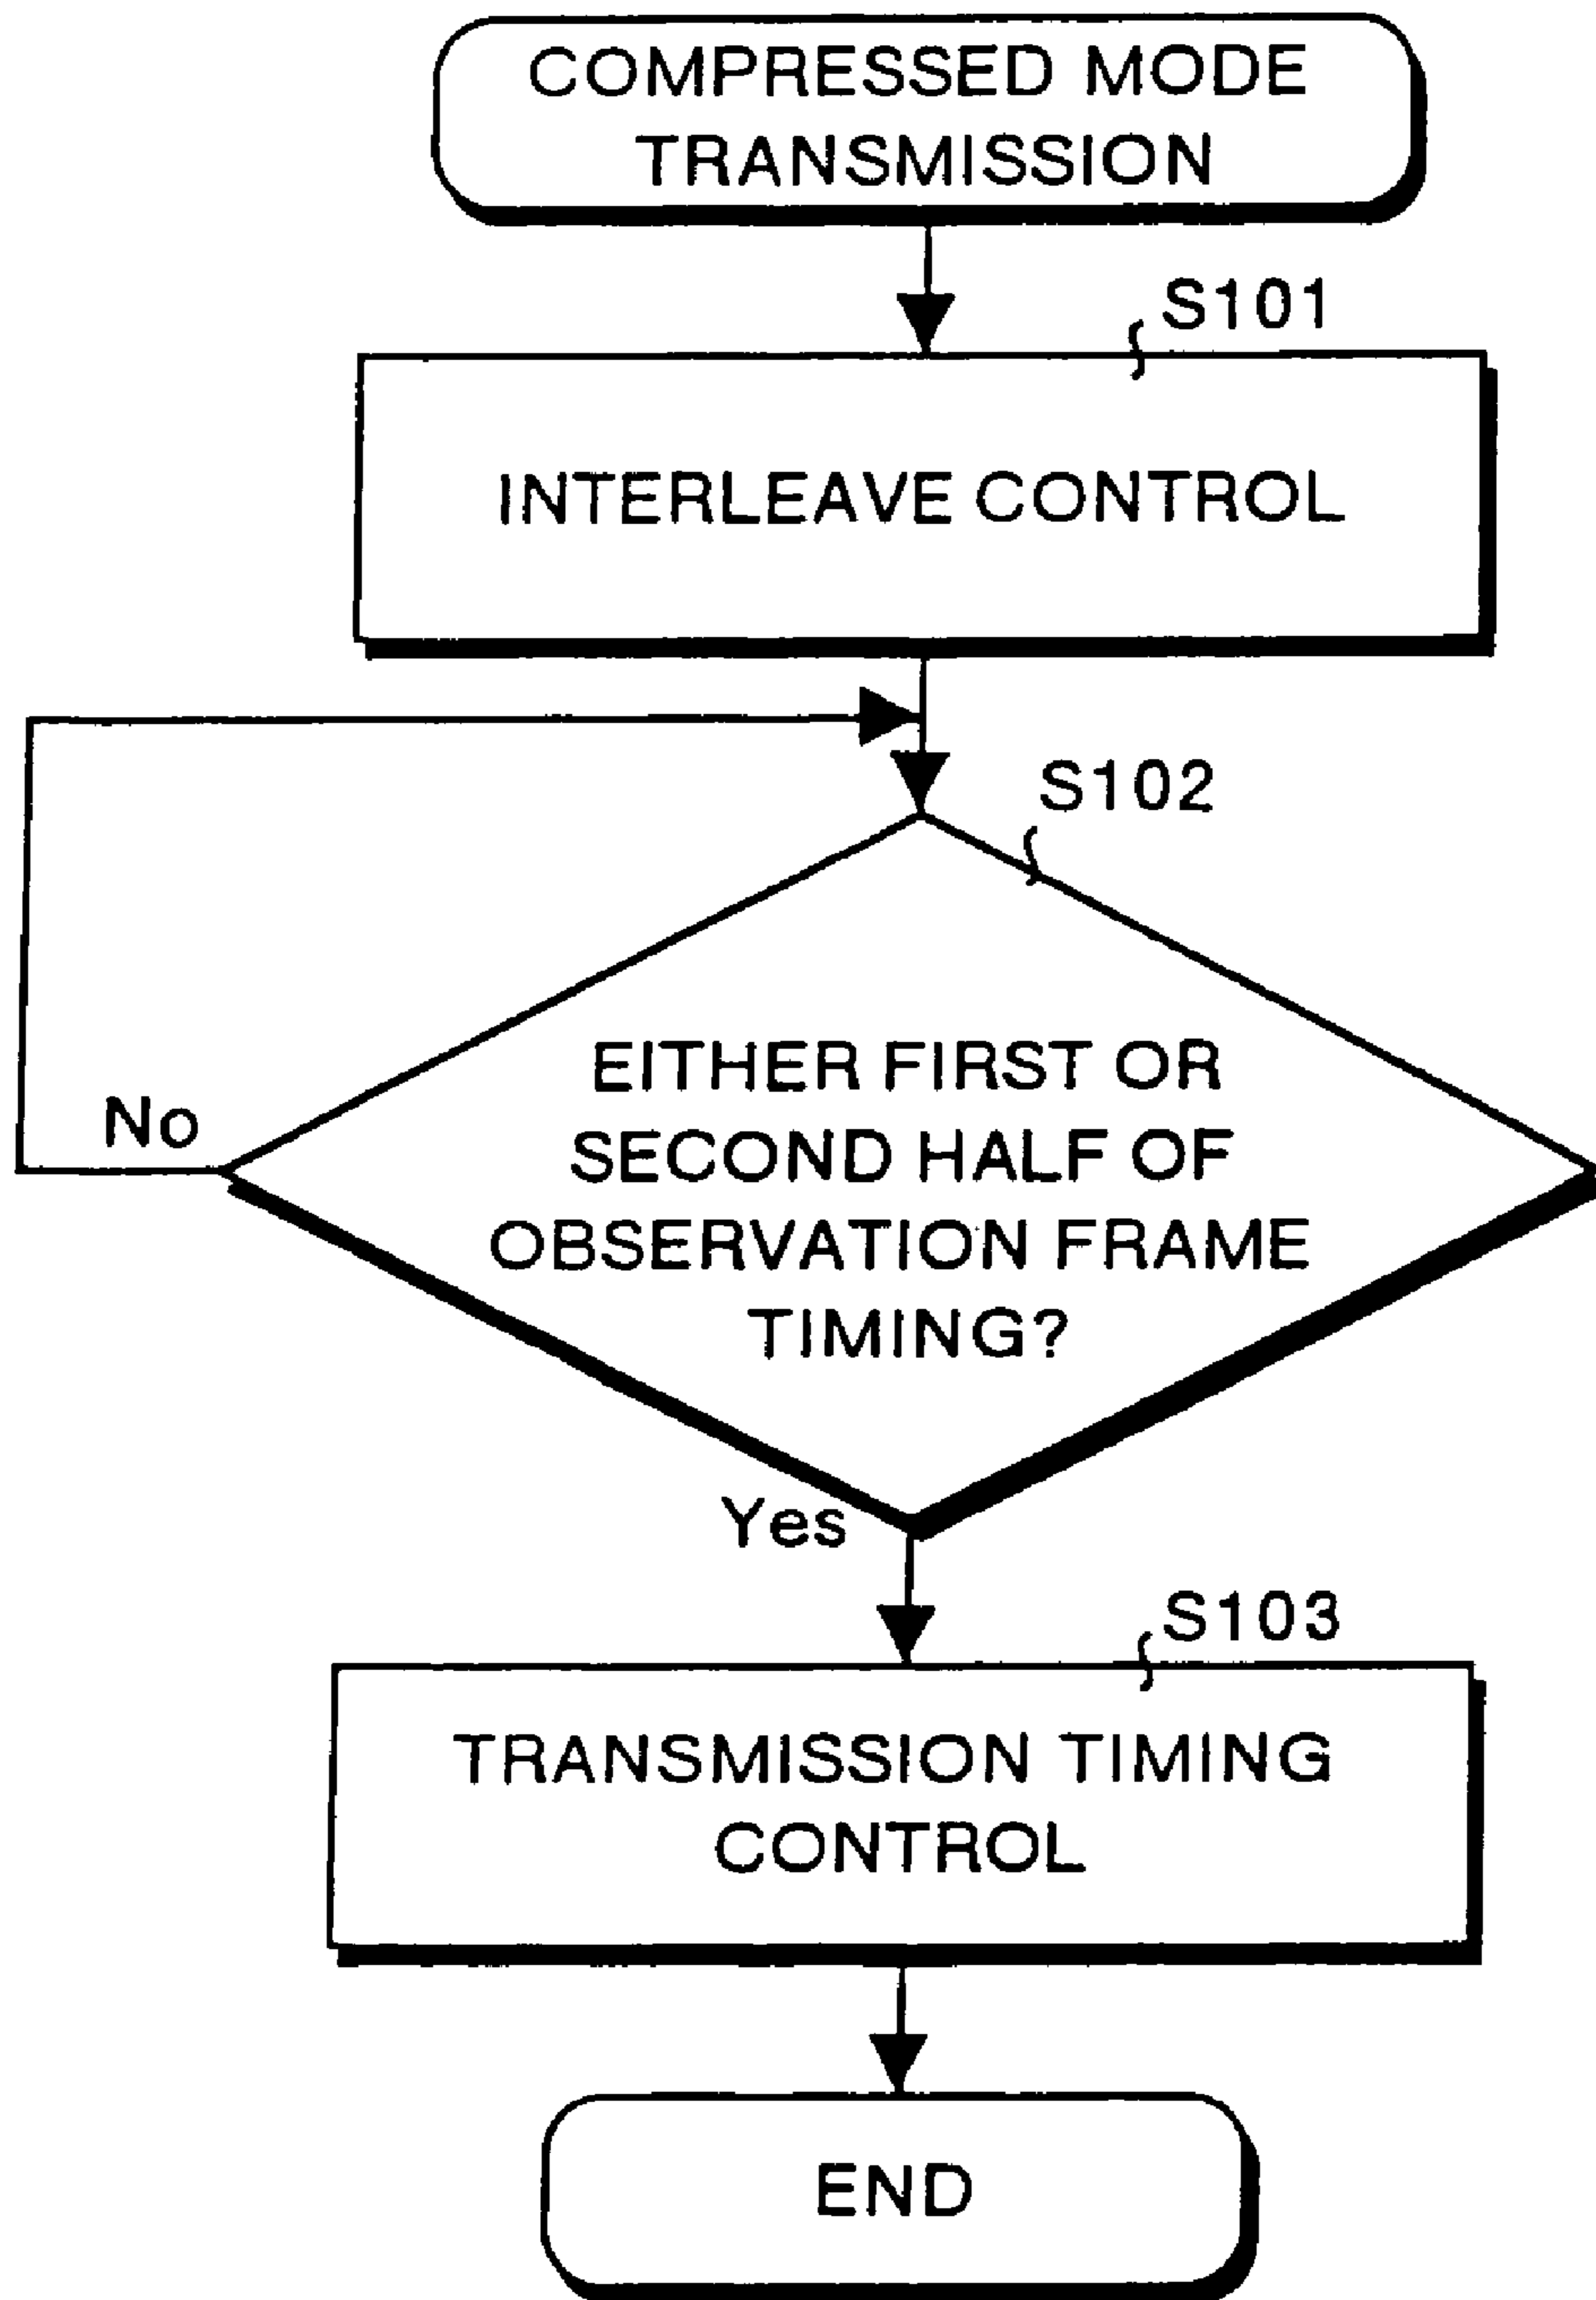 COMPRESSED MODE
TRANSMISSION
S101
INTERLEAVE CONTROL
S102
EITHER FIRST OR
SECOND HALF OF
OBSERVATION FRAME
TIMING?
No
Yes
S103
TRANSMISSION TIMING
CONTROL
END